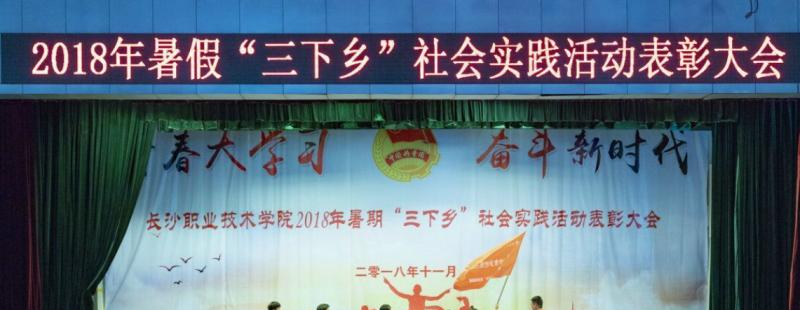 2018年暑假“三下乡”社会实践活动表彰大会
春大学习 奋斗新时代
长沙职业技术学院2018年暑期“三下乡”社会实践活动表彰大会
二零一八年十一月